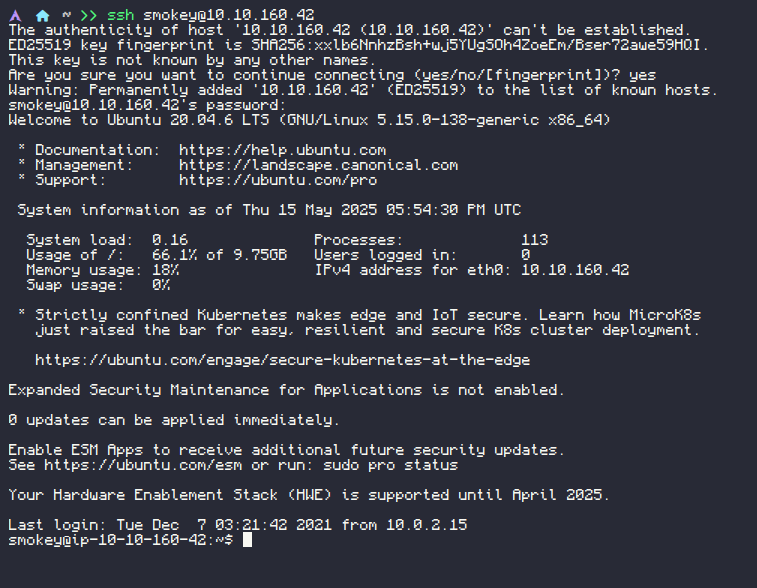 ~ >> ssh smokey@10.10.160.42
The authenticity of host '10.10.160.42 (10.10.160.42)' can't be established.
ED25519 key fingerprint is SHA256:xxlb6NnhzBsh+wj5YUgSOh4ZoeEm/Bser72awe59HQI.
This key is not known by any other names.
Are you sure you want to continue connecting (yes/no/[fingerprint])? yes
Warning: Permanently added '10.10.160.42' (ED25519) to the list of known hosts.
smokey@10.10.160.42's password:
Welcome to Ubuntu 20.04.6 LTS (GNU/Linux 5.15.0-138-generic x86_64)
* Documentation:  https://help.ubuntu.com
* Management:     https://landscape.canonical.com
* Support:        https://ubuntu.com/pro
System information as of Thu 15 May 2025 05:54:30 PM UTC
System load:  0.16              Processes:             113
Usage of /:   66.1% of 9.75GB   Users logged in:       0
Memory usage: 18%               IPv4 address for eth0: 10.10.160.42
Swap usage:   0%
* Strictly confined Kubernetes makes edge and IoT secure. Learn how MicroK8s
just raised the bar for easy, resilient and secure K8s cluster deployment.
https://ubuntu.com/engage/secure-kubernetes-at-the-edge
Expanded Security Maintenance for Applications is not enabled.
0 updates can be applied immediately.
Enable ESM Apps to receive additional future security updates.
See https://ubuntu.com/esm or run: sudo pro status
Your Hardware Enablement Stack (HWE) is supported until April 2025.
Last login: Tue Dec  7 03:21:42 2021 from 10.0.2.15
smokey@ip-10-10-160-42:~$